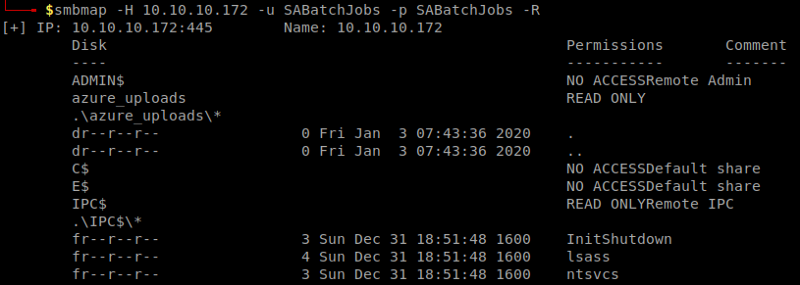 $smbmap -H 10.10.10.172 -u SABatchJobs -p SABatchJobs -R
[+] IP: 10.10.10.172:445 Name: 10.10.10.172
Disk Permissions Comment
---- ----------- -------
ADMIN$ NO ACCESSRemote Admin
azure_uploads READ ONLY
.\azure_uploads\*
dr--r--r-- 0 Fri Jan  3 07:43:36 2020 .
dr--r--r-- 0 Fri Jan  3 07:43:36 2020 ..
C$ NO ACCESSDefault share
E$ NO ACCESSDefault share
IPC$ READ ONLYRemote IPC
.\IPC$\*
fr--r--r-- 3 Sun Dec 31 18:51:48 1600 InitShutdown
fr--r--r-- 4 Sun Dec 31 18:51:48 1600 lsass
fr--r--r-- 3 Sun Dec 31 18:51:48 1600 ntsvcs